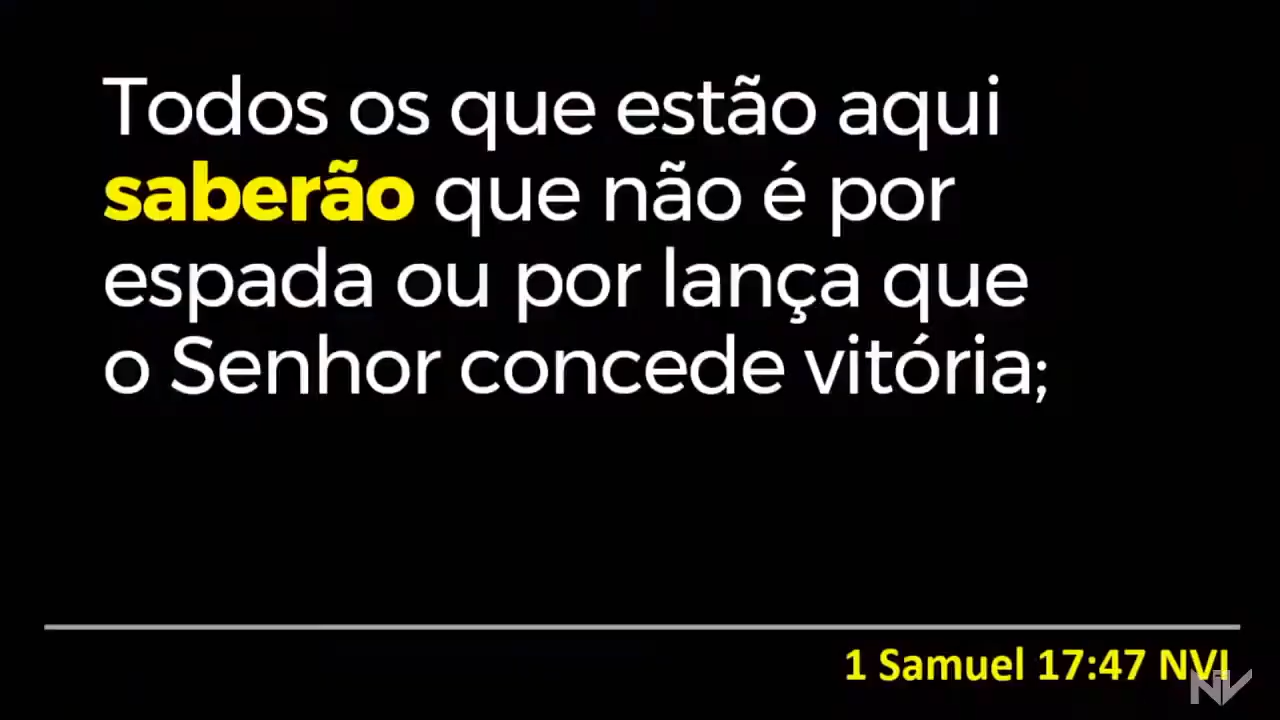 Todos os que estão aqui
saberão que não é por
espada ou por lança que
o Senhor concede vitória;
1 Samuel 17:47 NVI
NV